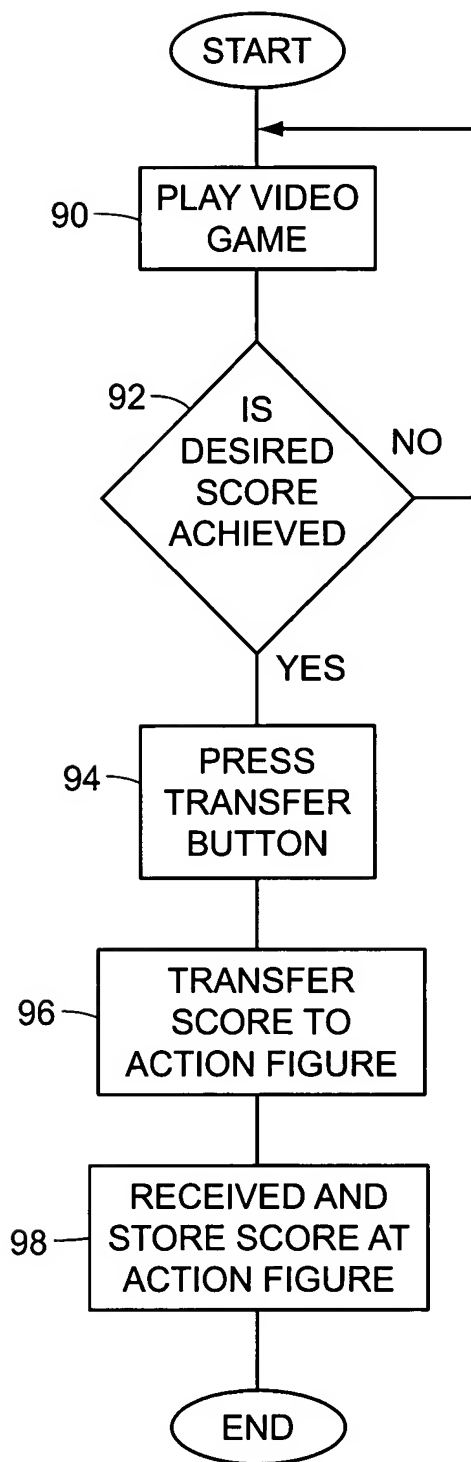 START
90
PLAY VIDEO
GAME
92
IS
DESIRED
SCORE
ACHIEVED
NO
YES
94
PRESS
TRANSFER
BUTTON
96
TRANSFER
SCORE TO
ACTION FIGURE
98
RECEIVED AND
STORE SCORE AT
ACTION FIGURE
END